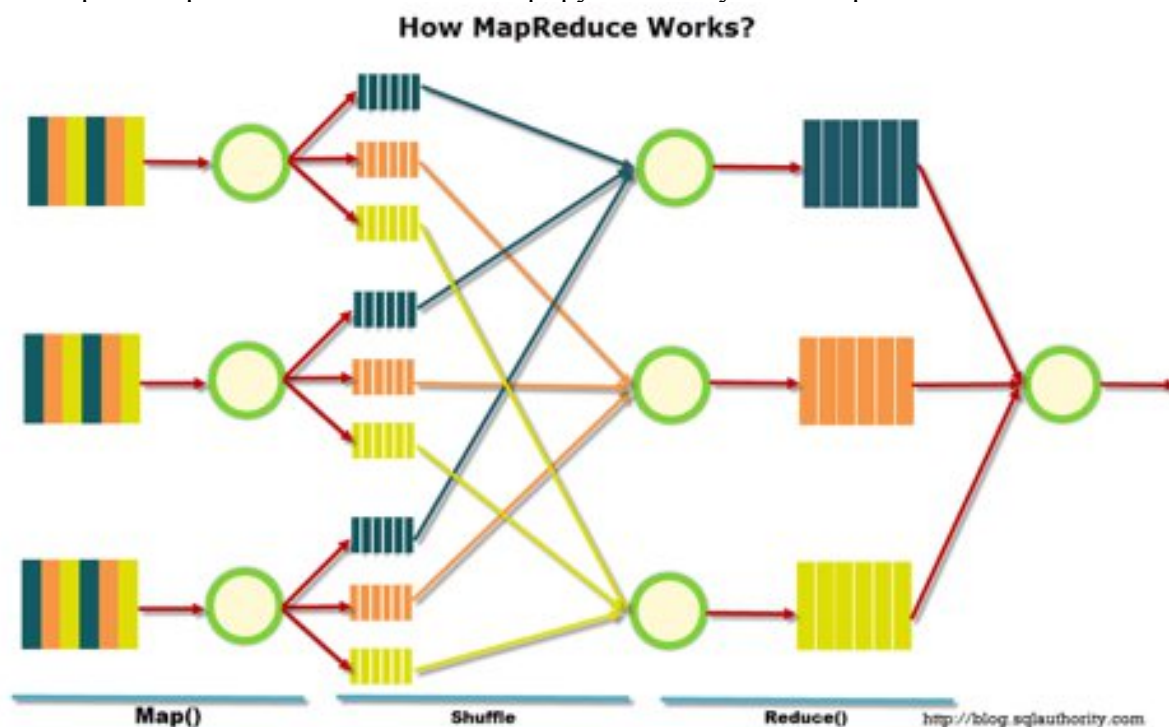 How MapReduce Works?
Map()
Shuffle
Reduce()
http://blog.sqlauthority.com